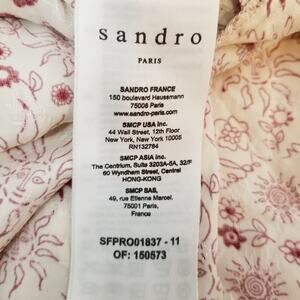 sandro
PARIS
SANDRO FRANCE
150 boulevard Haussmann
75008 Paris
www.sandro-paris.com
SMCP USA Inc.
44 Wall Street, 12th Floor
New York, New York 10005
RN132784
SMCP ASIA Inc.
The Centrium, Suite 3203A-5A, 32/F
60 Wyndham Street, Central
HONG-KONG
SMCP SAS,
49, rue Etienne Marcel,
75001 Paris,
France
SFPRO01837 - 11
OF: 150573